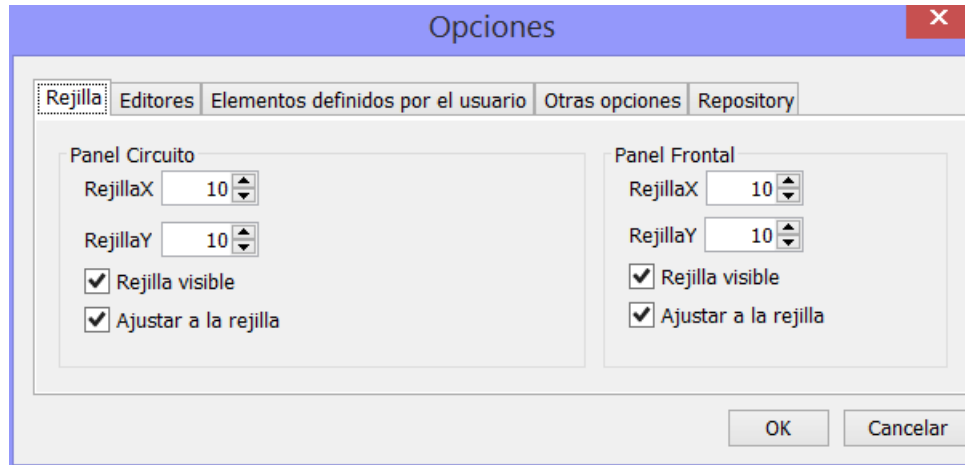 Opciones
Rejilla Editores Elementos definidos por el usuario Otras opciones Repository
Panel Circuito
RejillaX 10
RejillaY 10
Rejilla visible
Ajustar a la rejilla
Panel Frontal
RejillaX 10
RejillaY 10
Rejilla visible
Ajustar a la rejilla
OK Cancelar